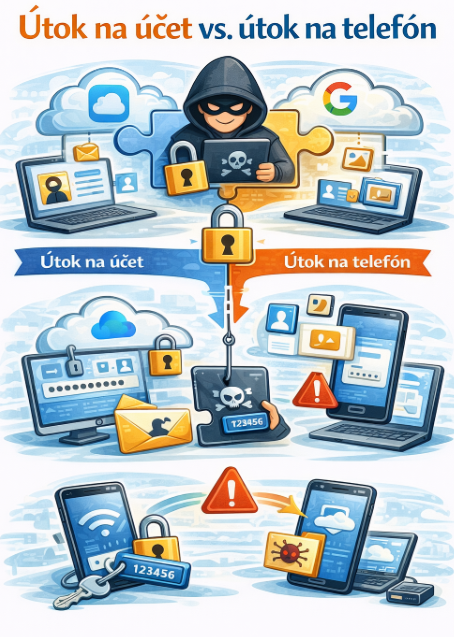 Útok na účet vs. útok na telefón
Útok na účet
Útok na telefón
123456
123456